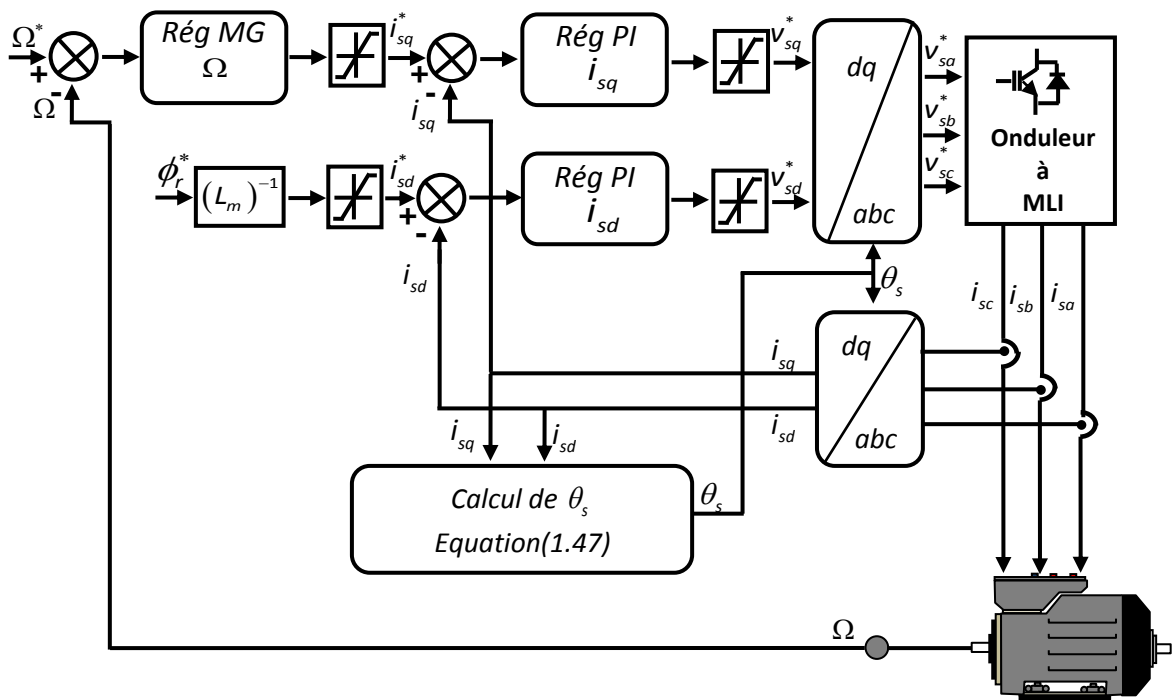 Ω*
+
-
Ω
Rég MG
Ω
i*sq
+
-
isq
Rég PI
isq
v*sq
dq
abc
v*sa
v*sb
v*sc
Onduleur
à
MLI
ϕ*r
(Lm)⁻¹
i*sd
+
-
isd
Rég PI
isd
v*sd
θs
isc isb isa
isq
dq
abc
isd
isq
isd
Calcul de θs
Equation(1.47)
θs
Ω